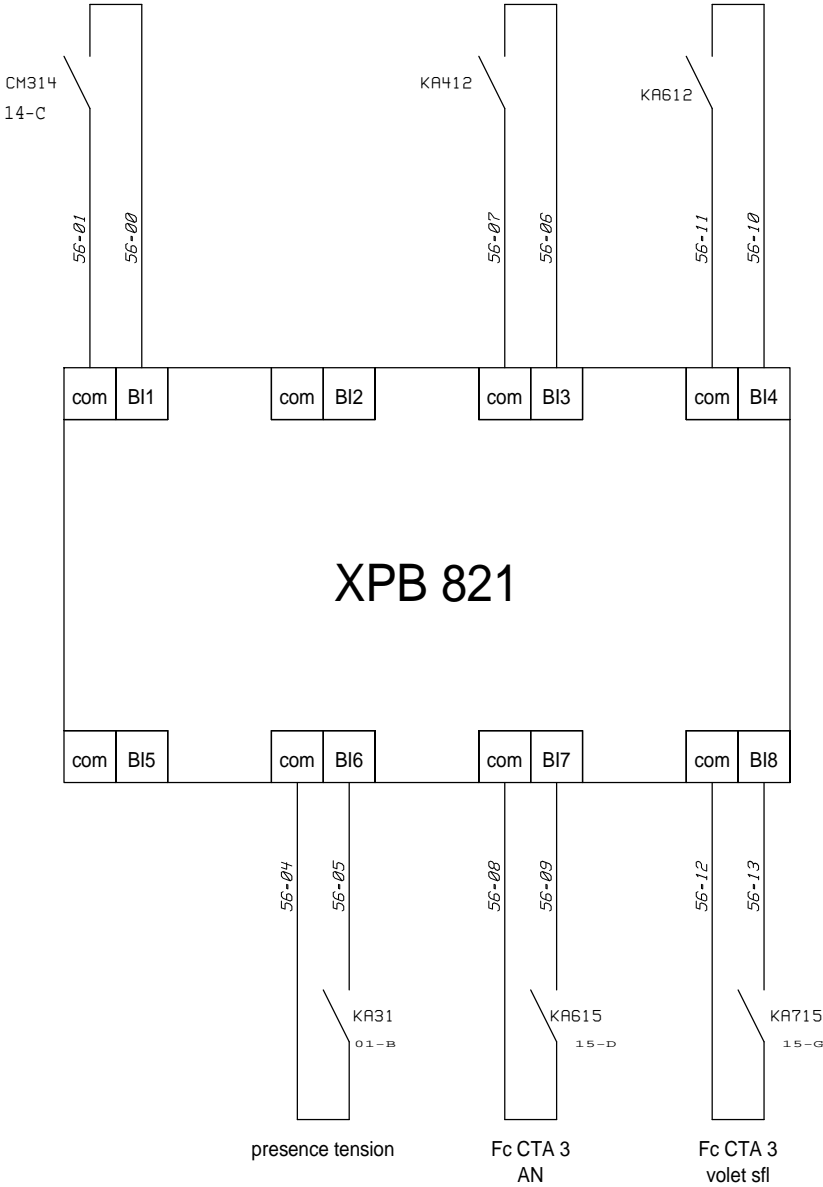 CM314
14-C
KA412
KA612
56-01
56-00
56-07
56-06
56-11
56-10
com BI1
com BI2
com BI3
com BI4
XPB 821
com BI5
com BI6
com BI7
com BI8
56-04
56-05
56-08
56-09
56-12
56-13
KA31
01-B
KA615
15-D
KA715
15-G
presence tension
Fc CTA 3
AN
Fc CTA 3
volet sfl